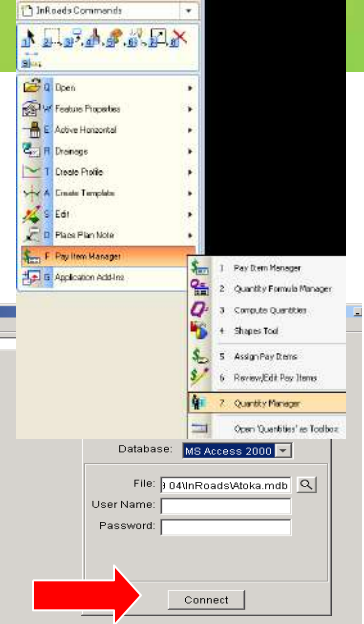 InRoads Commands
Q Open
W Feature Properties
E Active Horizontal
R Drainage
T Create Profile
A Create Template
S Edit
D Place Plan Note
F Pay Item Manager
G Application Add-Ins
1 Pay Item Manager
2 Quantity Formula Manager
3 Compute Quantities
4 Shapes Tool
5 Assign Pay Items
6 Review/Edit Pay Items
7 Quantity Manager
Open 'Quantities' as Toolbox
Database: MS Access 2000
File: 04\InRoads\Atoka.mdb
User Name:
Password:
Connect